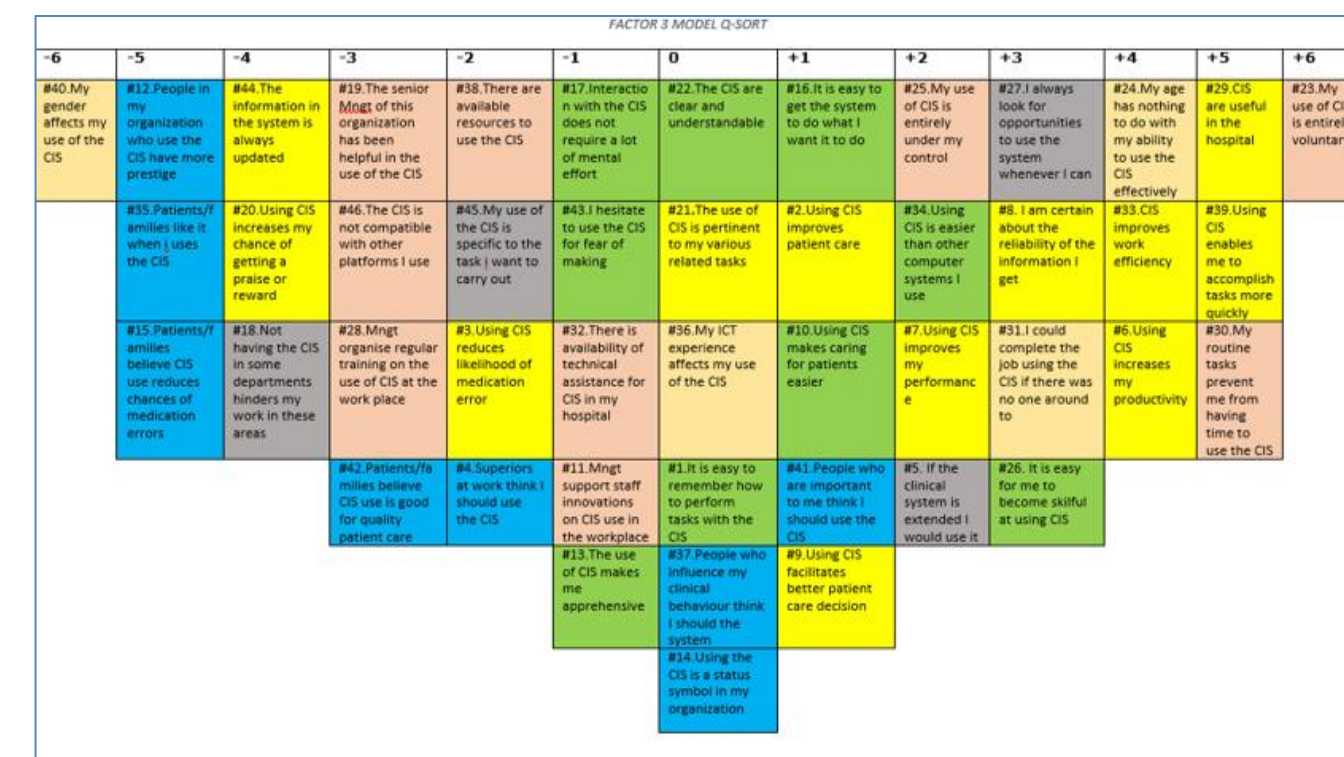 FACTOR 3 MODEL Q-SORT
-6 -5 -4 -3 -2 -1 0 +1 +2 +3 +4 +5 +6
#40.My
gender
affects my
use of the
CIS
#12.People in
my
organization
who use the
CIS have more
prestige
#44.The
information in
the system is
always
updated
#19.The senior
Mngt of this
organization
has been
helpful in the
use of the CIS
#38.There are
available
resources to
use the CIS
#17.Interactio
n with the CIS
does not
require a lot
of mental
effort
#22.The CIS are
clear and
understandable
#16.It is easy to
get the system
to do what I
want it to do
#25.My use
of CIS is
entirely
under my
control
#27.I always
look for
opportunities
to use the
system
whenever I can
#24.My age
has nothing
to do with
my ability
to use the
CIS
effectively
#29.CIS
are useful
in the
hospital
#23.My
use of CI
is entirel
voluntar
#35.Patients/f
amilies like it
when i uses
the CIS
#20.Using CIS
increases my
chance of
getting a
praise or
reward
#46.The CIS is
not compatible
with other
platforms I use
#45.My use of
the CIS is
specific to the
task i want to
carry out
#43.I hesitate
to use the CIS
for fear of
making
#21.The use of
CIS is pertinent
to my various
related tasks
#2.Using CIS
improves
patient care
#34.Using
CIS is easier
than other
computer
systems I
use
#8. I am certain
about the
reliability of the
information I
get
#33.CIS
improves
work
efficiency
#39.Using
CIS
enables
me to
accomplish
tasks more
quickly
#15.Patients/f
amilies
believe CIS
use reduces
chances of
medication
errors
#18.Not
having the CIS
in some
departments
hinders my
work in these
areas
#28.Mngt
organise regular
training on the
use of CIS at the
work place
#3.Using CIS
reduces
likelihood of
medication
error
#32.There is
availability of
technical
assistance for
CIS in my
hospital
#36.My ICT
experience
affects my use
of the CIS
#10.Using CIS
makes caring
for patients
easier
#7.Using CIS
improves
my
performanc
e
#31.I could
complete the
job using the
CIS if there was
no one around
to
#6.Using
CIS
increases
my
productivity
#30.My
routine
tasks
prevent
me from
having
time to
use the CIS
#42.Patients/fa
milies believe
CIS use is good
for quality
patient care
#4.Superiors
at work think I
should use
the CIS
#11.Mngt
support staff
innovations
on CIS use in
the workplace
#1.It is easy to
remember how
to perform
tasks with the
CIS
#41.People who
are important
to me think I
should use the
CIS
#5. If the
clinical
system is
extended I
would use it
#26. It is easy
for me to
become skilful
at using CIS
#13.The use
of CIS makes
me
apprehensive
#37.People who
influence my
clinical
behaviour think
I should the
system
#9.Using CIS
facilitates
better patient
care decision
#14.Using the
CIS is a status
symbol in my
organization